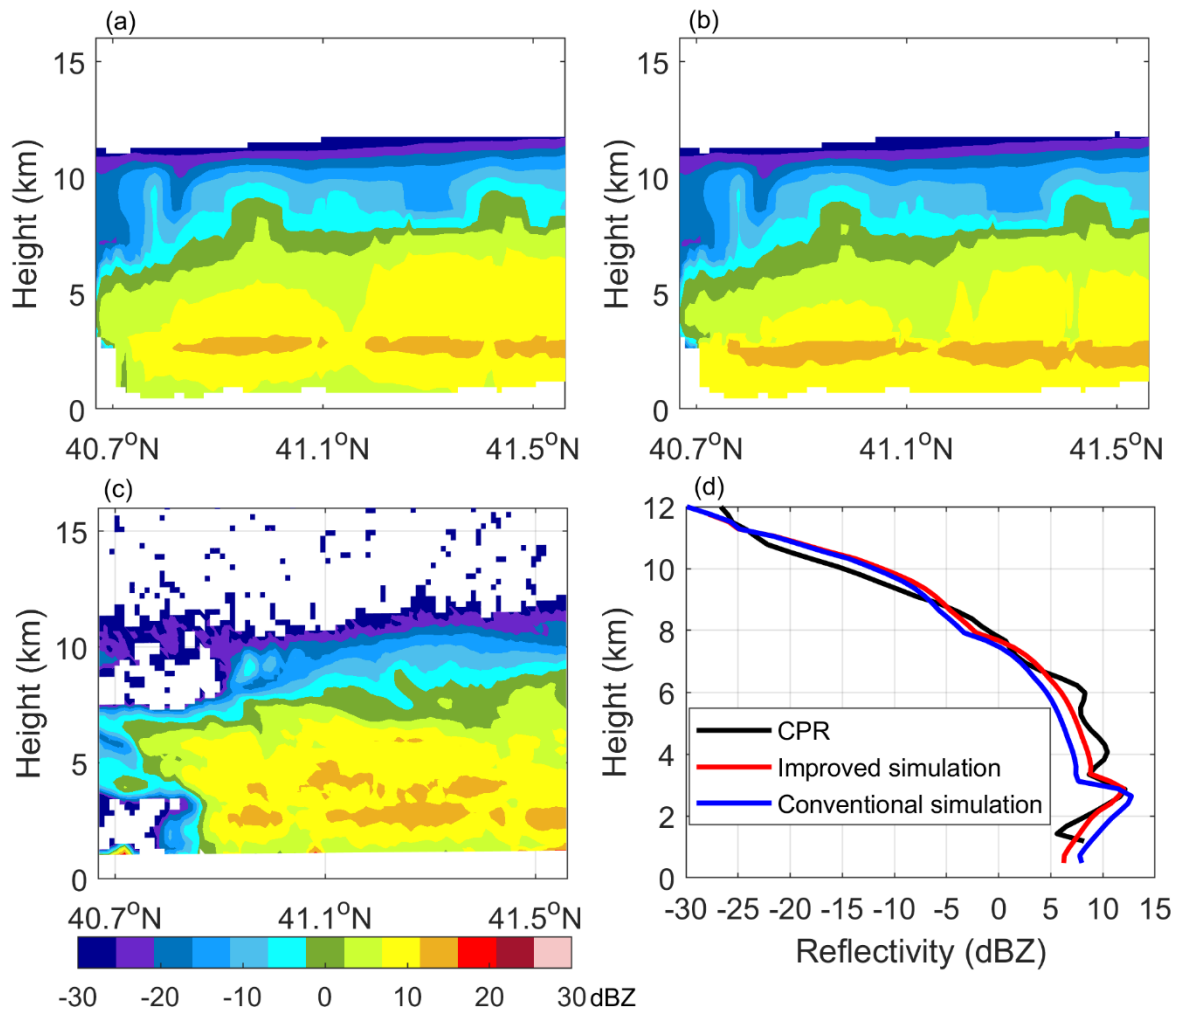 (a)
15
10
5
0
Height (km)
40.7°N 41.1°N 41.5°N
(b)
15
10
5
0
Height (km)
40.7°N 41.1°N 41.5°N
(c)
15
10
5
0
Height (km)
40.7°N 41.1°N 41.5°N
-30 -20 -10 0 10 20 30 dBZ
(d)
12
10
8
6
4
2
0
Height (km)
CPR
Improved simulation
Conventional simulation
-30 -25 -20 -15 -10 -5 0 5 10 15
Reflectivity (dBZ)